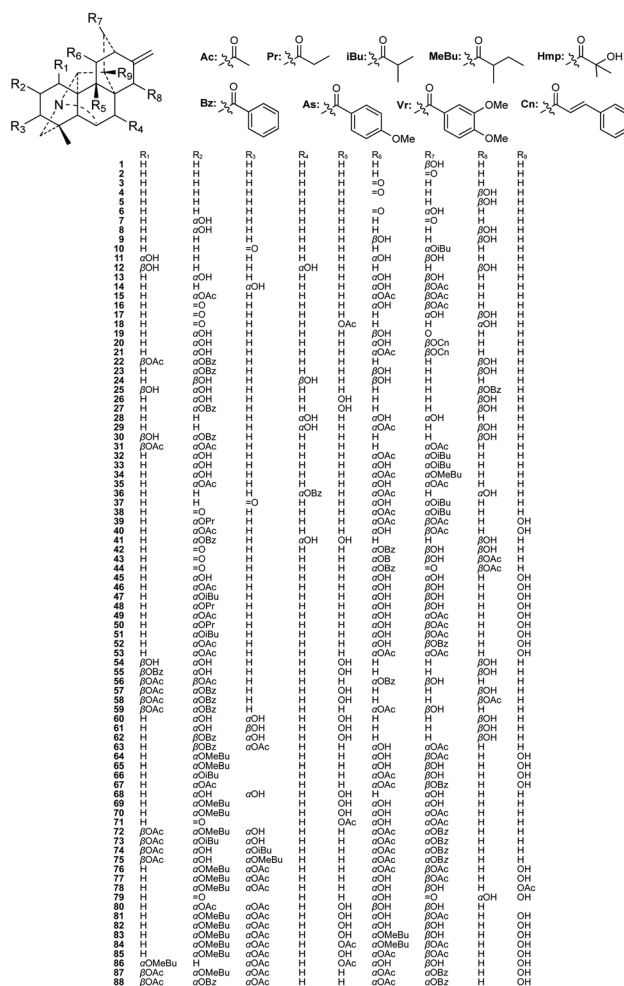 R7
R6
R1
R9
R2
R8
N
R5
R3
R4
Ac: O
Pr: O
iBu: O
MeBu: O
Hmp: O OH
Bz: O
As: O OMe
Vr: O OMe OMe
Cn: O
R1 R2 R3 R4 R5 R6 R7 R8 R9
1 H H H H H H βOH H H
2 H H H H H H =O H H
3 H H H H H =O H H H
4 H H H H H =O H βOH H
5 H H H H H H H βOH H
6 H H H H H =O αOH H H
7 H αOH H H H H =O H H
8 H αOH H H H H H βOH H
9 H H H H H βOH H βOH H
10 H H =O H H H αOiBu H H
11 αOH H H H H αOH βOH H H
12 βOH H H αOH H H H βOH H
13 H αOH H H H αOH βOH H H
14 H H αOH H H αOH βOAc H H
15 H αOAc H H H αOAc βOAc H H
16 H =O H H H αOH βOAc H H
17 H =O H H H H αOH βOH H
18 H =O H H OAc H H αOH H
19 H αOH H H H βOH O H H
20 H αOH H H H αOH βOCn H H
21 H αOH H H H αOAc βOCn H H
22 βOAc αOBz H H H H H βOH H
23 H αOBz H H H βOH H βOH H
24 H βOH H βOH H βOH H H H
25 βOH αOH H H H H H βOBz H
26 H αOH H H OH H H βOH H
27 H αOBz H H OH H H βOH H
28 H H H αOH H αOH αOH H H
29 H H H αOH H αOAc H βOH H
30 βOH αOBz H H H H H βOH H
31 βOAc αOAc H H H H αOAc H H
32 H αOH H H H αOAc αOiBu H H
33 H αOH H H H αOH αOiBu H H
34 H αOH H H H αOAc αOMeBu H H
35 H αOAc H H H αOH αOAc H H
36 H H H αOBz H αOAc H αOH H
37 H H =O H H αOH αOiBu H H
38 H =O H H H αOAc αOiBu H H
39 H αOPr H H H αOAc βOAc H OH
40 H αOAc H H H αOH βOAc H OH
41 H αOBz H αOH OH H H βOH H
42 H =O H H H αOBz βOH βOH H
43 H =O H H H αOB βOH βOAc H
44 H =O H H H αOBz =O βOAc H
45 H αOH H H H αOH αOH H OH
46 H αOAc H H H αOH βOH H OH
47 H αOiBu H H H αOH βOH H OH
48 H αOPr H H H αOH βOH H OH
49 H αOAc H H H αOH αOAc H OH
50 H αOPr H H H αOH βOAc H OH
51 H αOiBu H H H αOH βOAc H OH
52 H αOAc H H H αOAc βOBz H OH
53 H αOAc H H H αOAc αOAc H OH
54 βOH αOH H H OH H H βOH H
55 βOBz αOH H H OH H H βOH H
56 βOAc βOAc H H H αOBz βOH H H
57 βOAc αOBz H H OH H H βOH H
58 βOAc αOBz H H OH H H βOAc H
59 βOAc αOBz H H H αOAc βOH H H
60 H αOH αOH H OH H H βOH H
61 H αOH βOH H OH H H βOH H
62 H βOBz αOH H OH H H βOH H
63 H βOBz αOAc H H αOH αOAc H H
64 H αOMeBu H H αOH βOAc H OH
65 H αOMeBu H H αOH βOH H OH
66 H αOiBu H H αOAc βOH H OH
67 H αOAc H H αOH βOBz H OH
68 H αOH αOH H OH H αOH H H
69 H αOMeBu H OH αOH αOH H OH
70 H αOMeBu H OH αOH αOAc H OH
71 H =O H OAc αOH αOAc H OH
72 βOAc αOMeBu αOH H H αOAc αOBz H H
73 βOAc αOiBu αOH H H αOAc αOBz H H
74 βOAc αOH αOiBu H H αOAc αOBz H H
75 βOAc αOH αOMeBu H H αOAc αOBz H H
76 H αOMeBu αOAc H H αOAc βOAc H OH
77 H αOMeBu αOAc H H αOH βOAc H OH
78 H αOMeBu αOAc H H αOH βOH H OAc
79 H =O H H αOH =O αOH OH
80 H αOAc αOAc H OH βOH βOH H
81 H αOMeBu αOAc H OH αOH βOAc H OH
82 H αOMeBu αOAc H OH αOH βOH H OH
83 H αOMeBu αOAc H OH αOMeBu βOH H OH
84 H αOMeBu αOAc H OAc αOMeBu βOAc H OH
85 H αOMeBu αOAc H OH αOAc βOAc H OH
86 αOMeBu H αOAc H OAc αOH βOH H OH
87 βOAc αOMeBu αOAc H H αOAc αOBz H OH
88 βOAc αOBz αOAc H H αOAc αOBz H OH